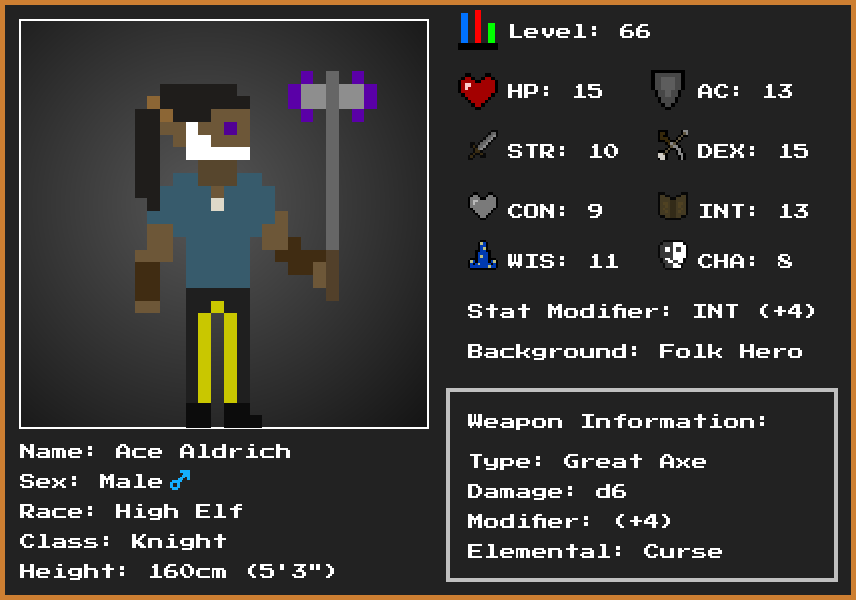 Level: 66
HP: 15
AC: 13
STR: 10
DEX: 15
CON: 9
INT: 13
WIS: 11
CHA: 8
Stat Modifier: INT (+4)
Background: Folk Hero
Weapon Information:
Type: Great Axe
Damage: d6
Modifier: (+4)
Elemental: Curse
Name: Ace Aldrich
Sex: Male♂
Race: High Elf
Class: Knight
Height: 160cm (5'3")